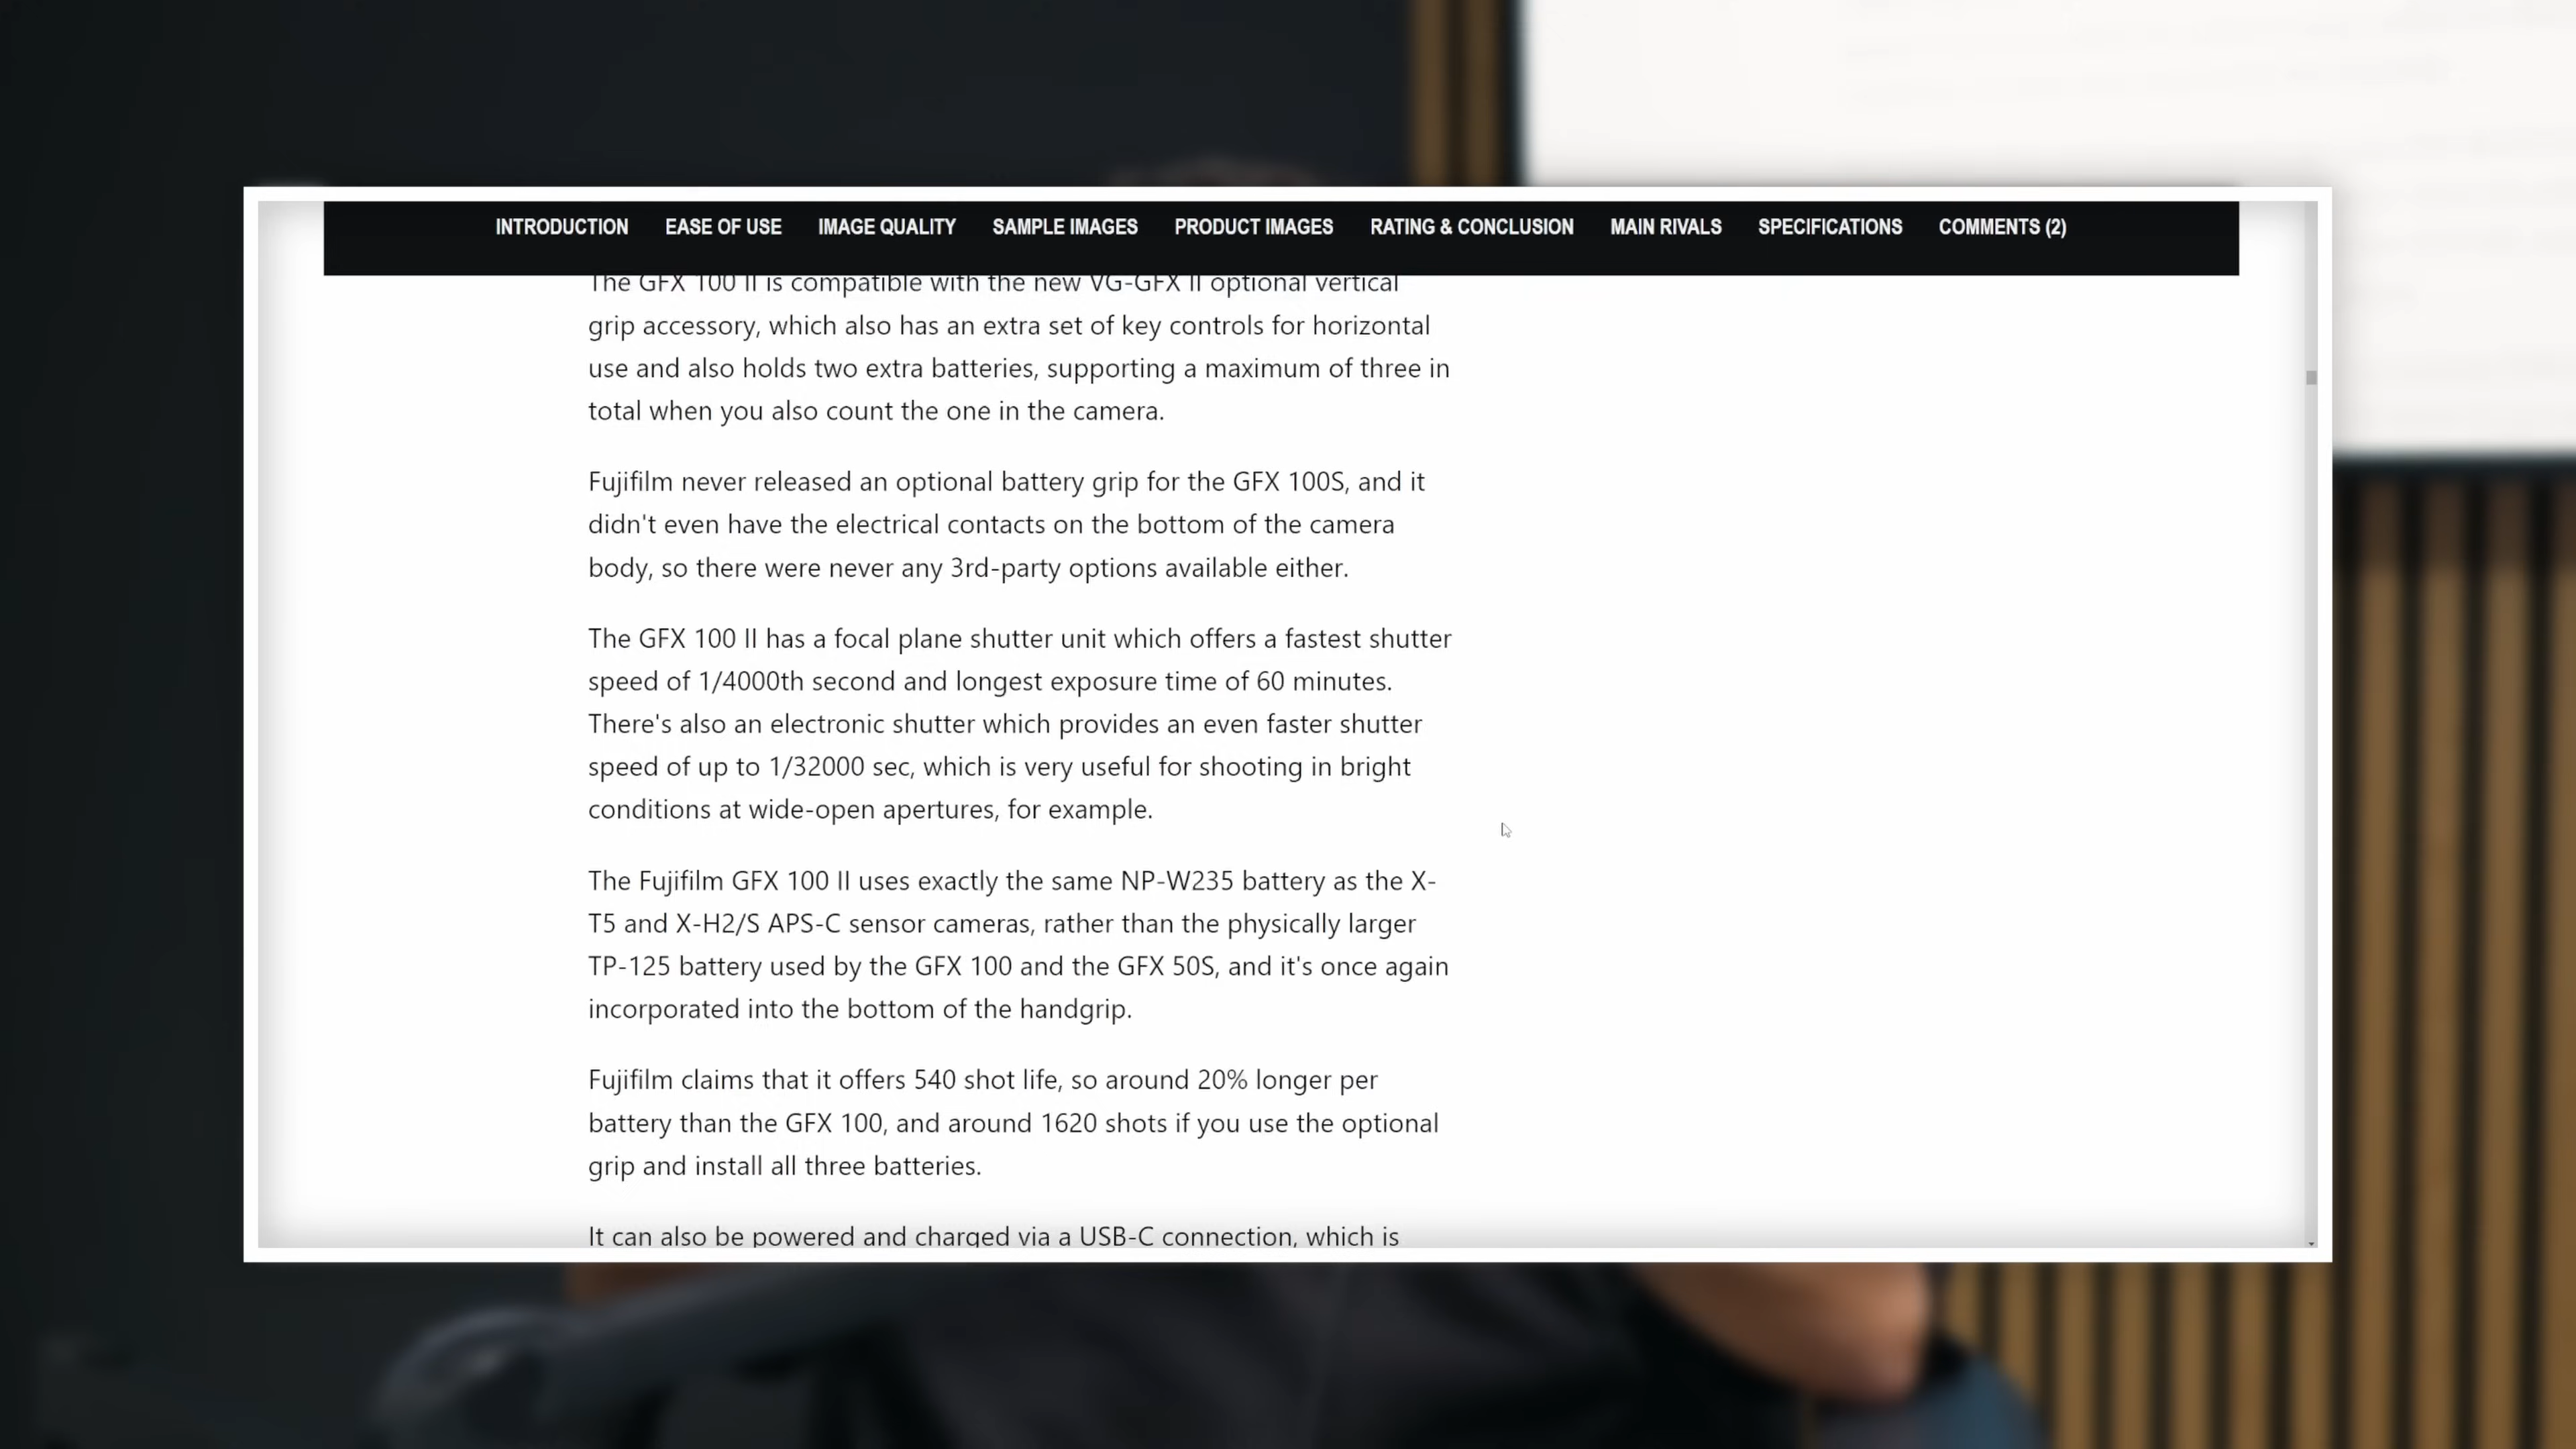 INTRODUCTION EASE OF USE IMAGE QUALITY SAMPLE IMAGES PRODUCT IMAGES RATING & CONCLUSION MAIN RIVALS SPECIFICATIONS COMMENTS (2)
The GFX 100 II is compatible with the new VG-GFX II optional vertical
grip accessory, which also has an extra set of key controls for horizontal
use and also holds two extra batteries, supporting a maximum of three in
total when you also count the one in the camera.
Fujifilm never released an optional battery grip for the GFX 100S, and it
didn't even have the electrical contacts on the bottom of the camera
body, so there were never any 3rd-party options available either.
The GFX 100 II has a focal plane shutter unit which offers a fastest shutter
speed of 1/4000th second and longest exposure time of 60 minutes.
There's also an electronic shutter which provides an even faster shutter
speed of up to 1/32000 sec, which is very useful for shooting in bright
conditions at wide-open apertures, for example.
The Fujifilm GFX 100 II uses exactly the same NP-W235 battery as the X-
T5 and X-H2/S APS-C sensor cameras, rather than the physically larger
TP-125 battery used by the GFX 100 and the GFX 50S, and it's once again
incorporated into the bottom of the handgrip.
Fujifilm claims that it offers 540 shot life, so around 20% longer per
battery than the GFX 100, and around 1620 shots if you use the optional
grip and install all three batteries.
It can also be powered and charged via a USB-C connection, which is